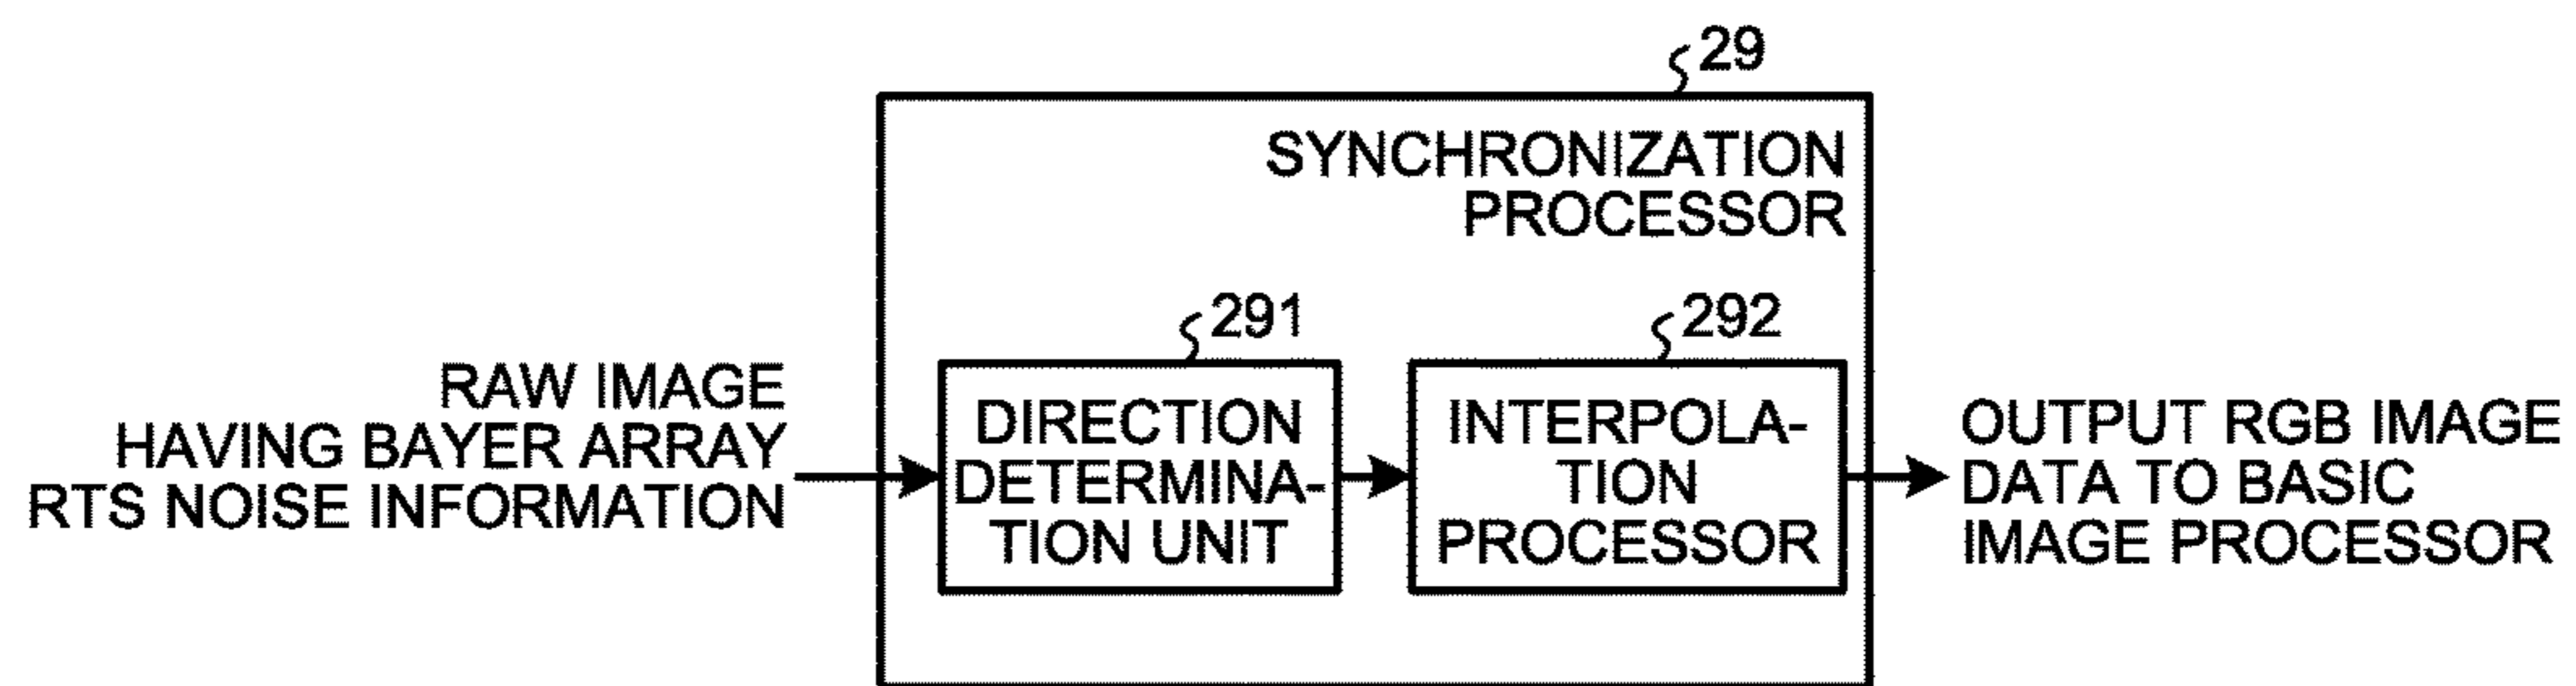 29
SYNCHRONIZATION
PROCESSOR
291
292
RAW IMAGE
HAVING BAYER ARRAY
RTS NOISE INFORMATION
DIRECTION
DETERMINA-
TION UNIT
INTERPOLA-
TION
PROCESSOR
OUTPUT RGB IMAGE
DATA TO BASIC
IMAGE PROCESSOR